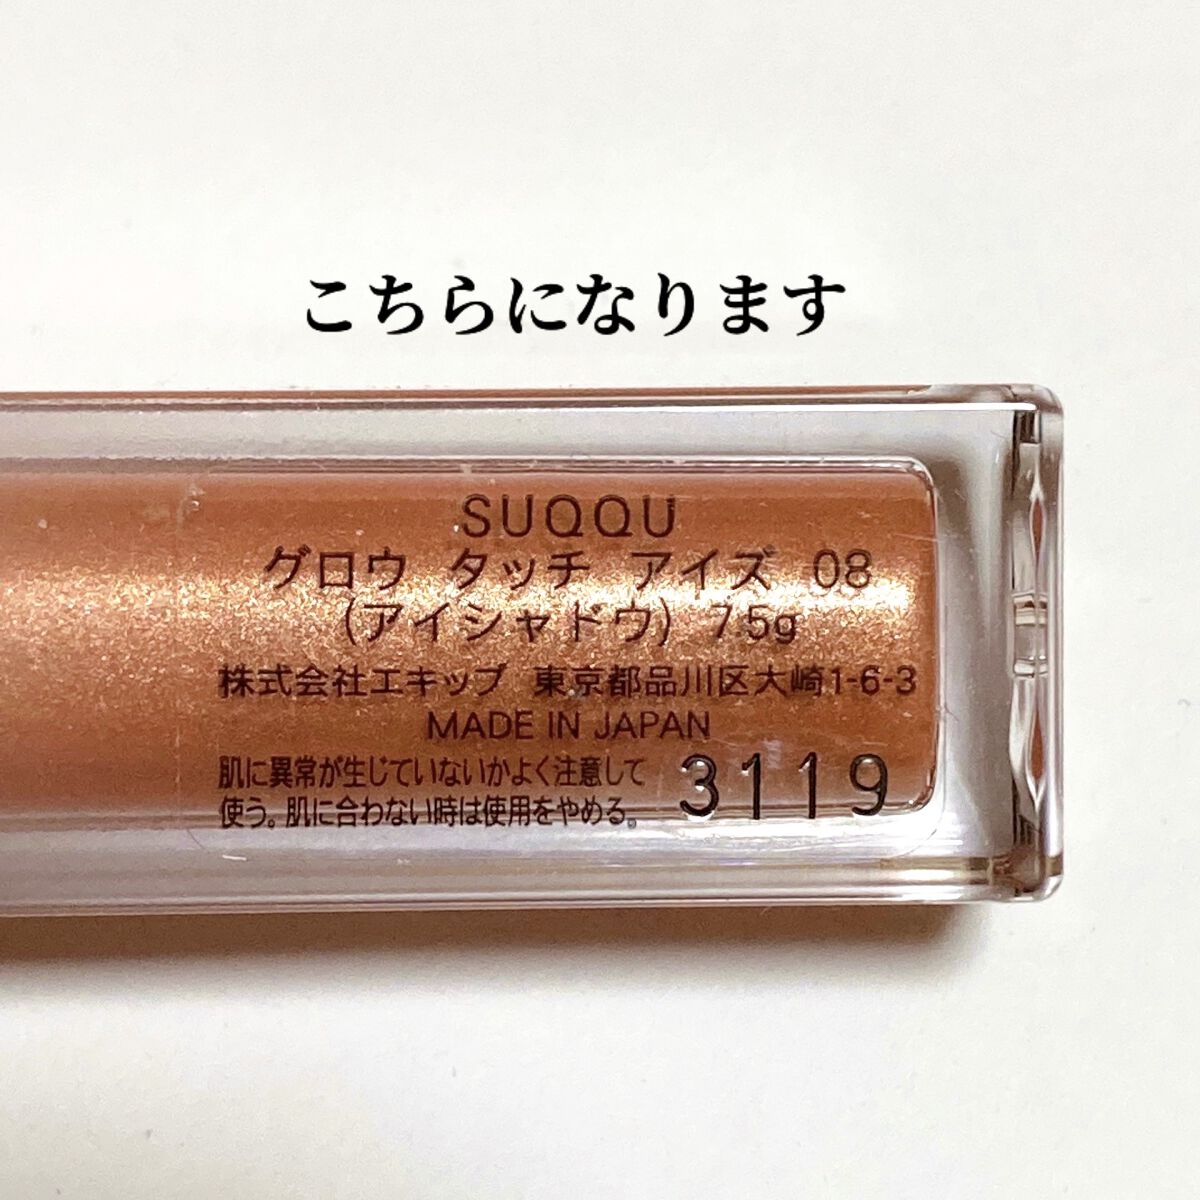 こちらになります
SUQQU
グロウ タッチ アイズ 08
(アイシャドウ) 7.5g
株式会社エキップ 東京都品川区大崎1-6-3
MADE IN JAPAN
肌に異常が生じていないかよく注意して
使う。肌に合わない時は使用をやめる。
3119